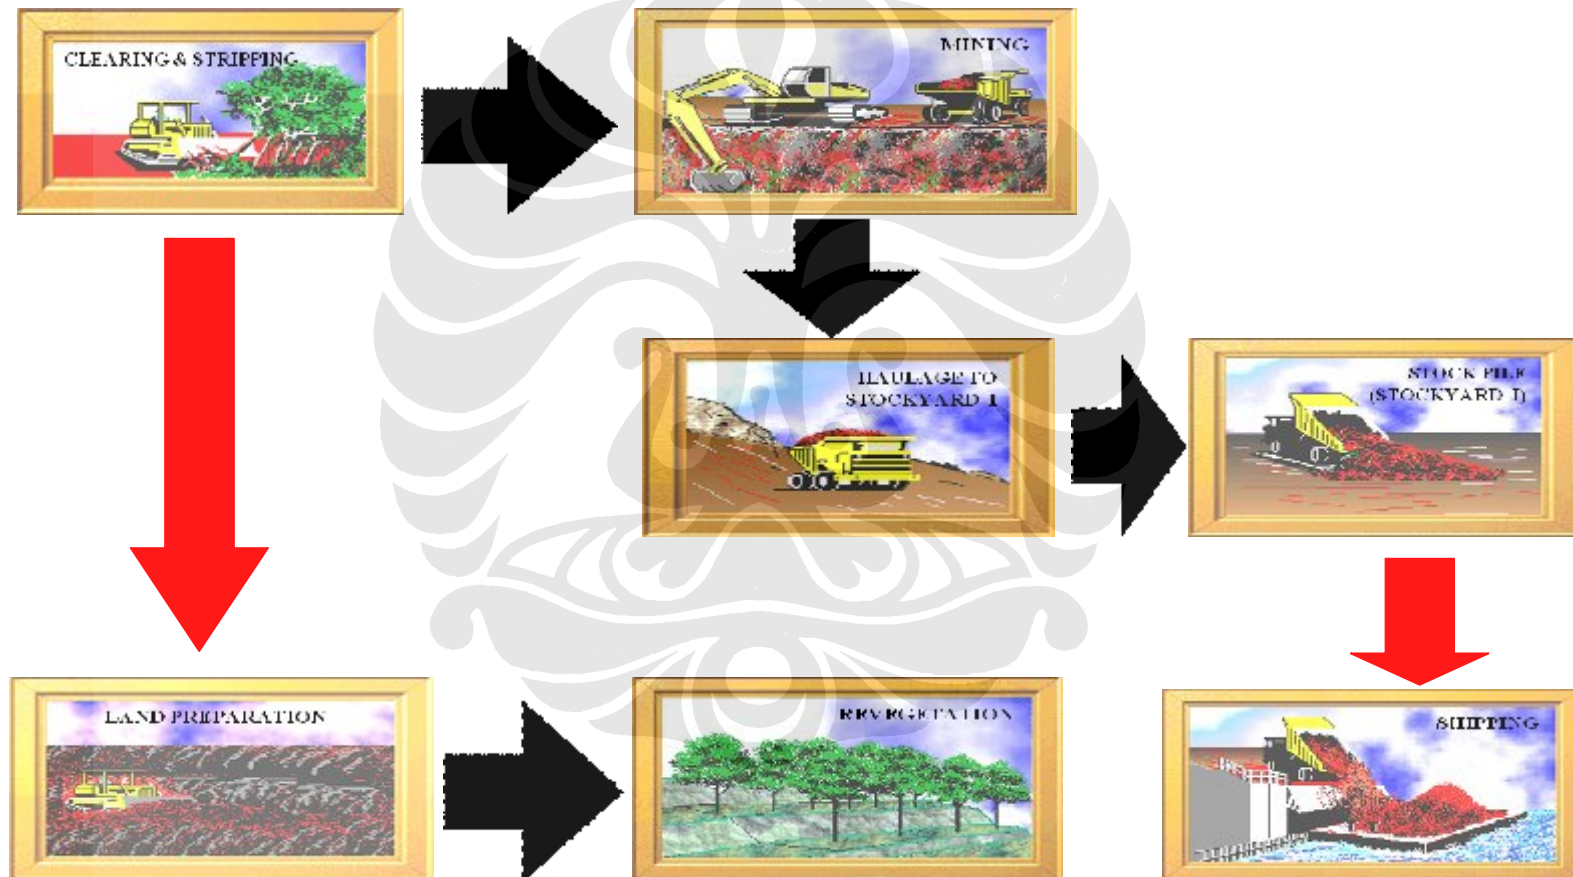 CLEARING & STRIPPING
MINING
HAULAGE TO
STOCKYARD I
STOCK PILE
(STOCKYARD I)
LAND PREPARATION
REVEGETATION
SHIPPING